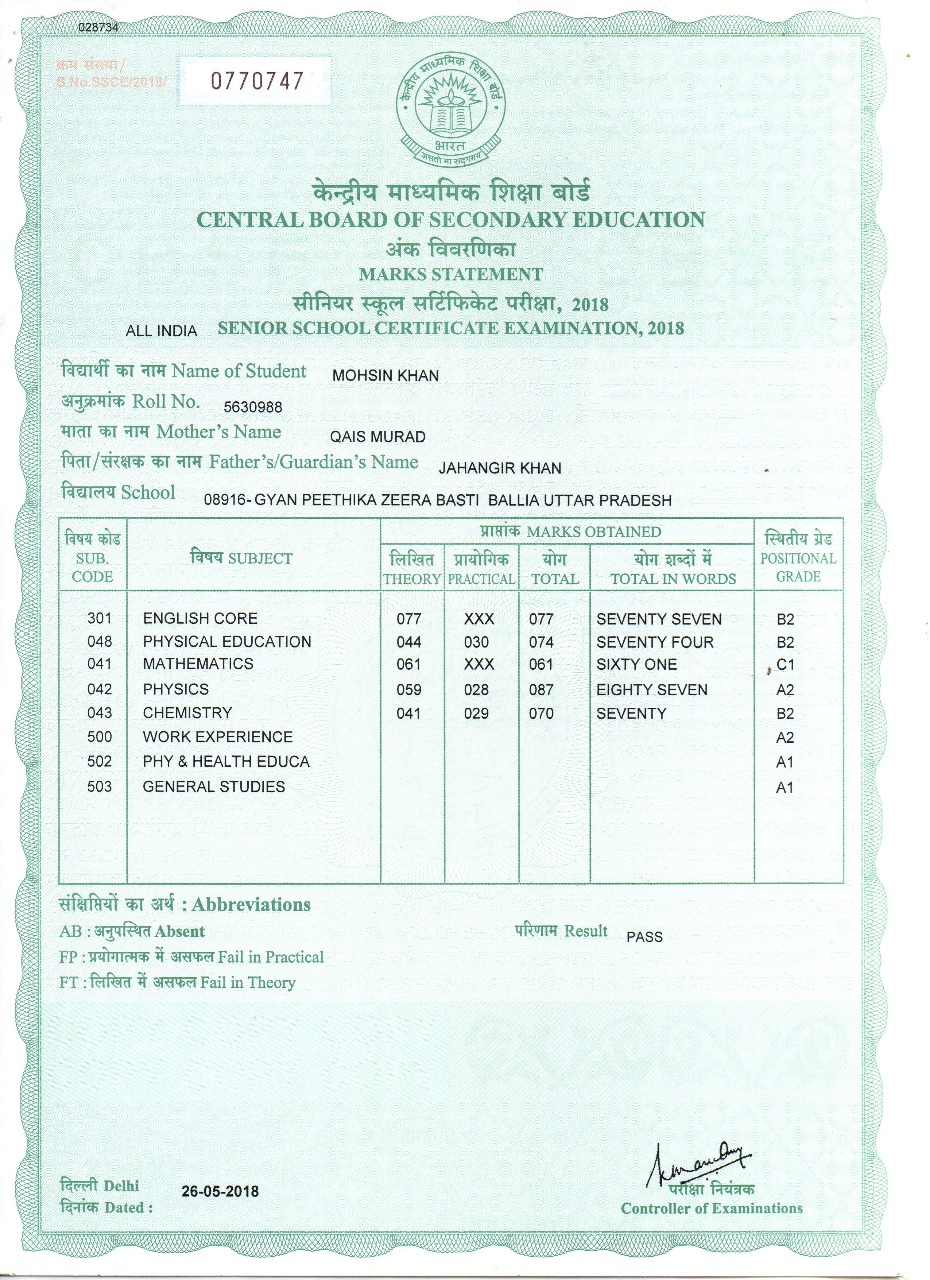 028734
क्रम संख्या/
S.No.SSCE/2018/
0770747
केन्द्रीय माध्यमिक शिक्षा बोर्ड
भारत
असतो मा सद्गमय
केन्द्रीय माध्यमिक शिक्षा बोर्ड
CENTRAL BOARD OF SECONDARY EDUCATION
अंक विवरणिका
MARKS STATEMENT
सीनियर स्कूल सर्टिफिकेट परीक्षा, 2018
ALL INDIA SENIOR SCHOOL CERTIFICATE EXAMINATION, 2018
विद्यार्थी का नाम Name of Student MOHSIN KHAN
अनुक्रमांक Roll No. 5630988
माता का नाम Mother's Name QAIS MURAD
पिता/संरक्षक का नाम Father's/Guardian's Name JAHANGIR KHAN
विद्यालय School 08916- GYAN PEETHIKA ZEERA BASTI BALLIA UTTAR PRADESH
विषय कोड SUB. CODE
विषय SUBJECT
प्राप्तांक MARKS OBTAINED
लिखित THEORY
प्रायोगिक PRACTICAL
योग TOTAL
योग शब्दों में TOTAL IN WORDS
स्थितीय ग्रेड POSITIONAL GRADE
301 ENGLISH CORE 077 XXX 077 SEVENTY SEVEN B2
048 PHYSICAL EDUCATION 044 030 074 SEVENTY FOUR B2
041 MATHEMATICS 061 XXX 061 SIXTY ONE C1
042 PHYSICS 059 028 087 EIGHTY SEVEN A2
043 CHEMISTRY 041 029 070 SEVENTY B2
500 WORK EXPERIENCE A2
502 PHY & HEALTH EDUCA A1
503 GENERAL STUDIES A1
संक्षिप्तियों का अर्थ : Abbreviations
AB : अनुपस्थित Absent
परिणाम Result PASS
FP : प्रयोगात्मक में असफल Fail in Practical
FT : लिखित में असफल Fail in Theory
दिल्ली Delhi
दिनांक Dated : 26-05-2018
परीक्षा नियंत्रक
Controller of Examinations